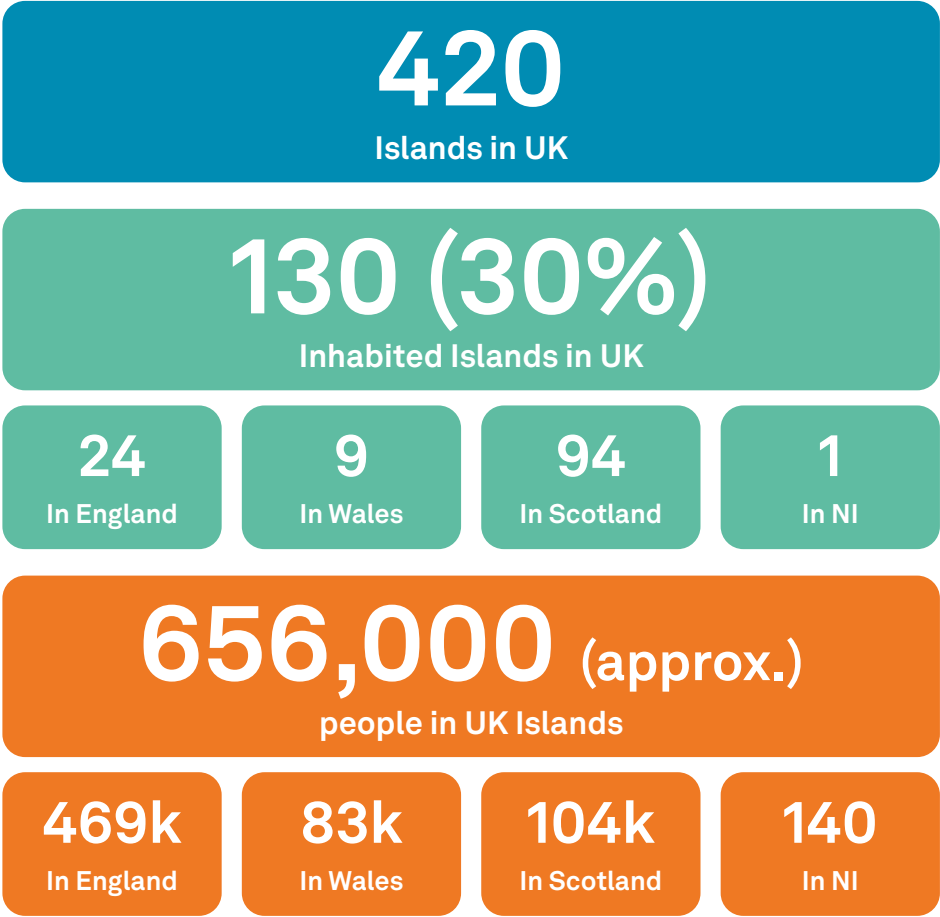 420
Islands in UK
130 (30%)
Inhabited Islands in UK
24
In England
9
In Wales
94
In Scotland
1
In NI
656,000 (approx.)
people in UK Islands
469k
In England
83k
In Wales
104k
In Scotland
140
In NI